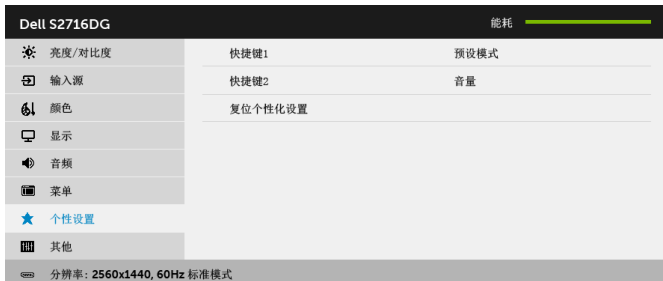 Dell S2716DG 能耗
亮度/对比度 快捷键1 预设模式
输入源 快捷键2 音量
颜色 复位个性化设置
显示
音频
菜单
个性设置
其他
分辨率: 2560x1440, 60Hz 标准模式